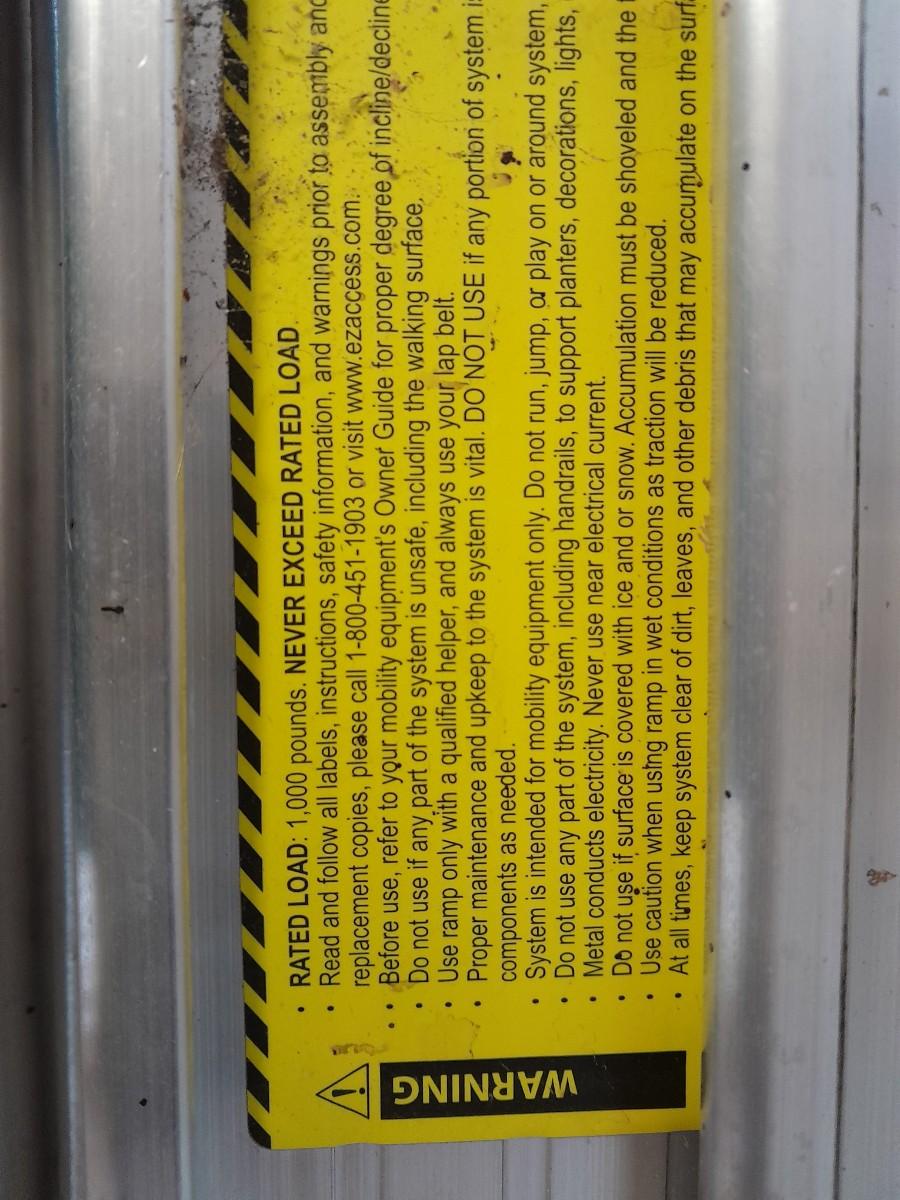 WARNING
• RATED LOAD: 1,000 pounds. NEVER EXCEED RATED LOAD
• Read and follow all labels, instructions, safety information, and warnings prior to assembly and
replacement copies, please call 1-800-451-1903 or visit www.ezaccess.com.
• Before use, refer to your mobility equipment's Owner Guide for proper degree of incline/decline
• Do not use if any part of the system is unsafe, including the walking surface,
• Use ramp only with a qualified helper, and always use your lap belt.
• Proper maintenance and upkeep to the system is vital. DO NOT USE if any portion of system is
components as needed.
• System is intended for mobility equipment only. Do not run, jump, or play on or around system,
• Do not use any part of the system, including handrails, to support planters, decorations, lights,
• Metal conducts electricity. Never use near electrical current.
• Do not use if surface is covered with ice and or snow. Accumulation must be shoveled and the
• Use caution when using ramp in wet conditions as traction will be reduced.
• At all times, keep system clear of dirt, leaves, and other debris that may accumulate on the